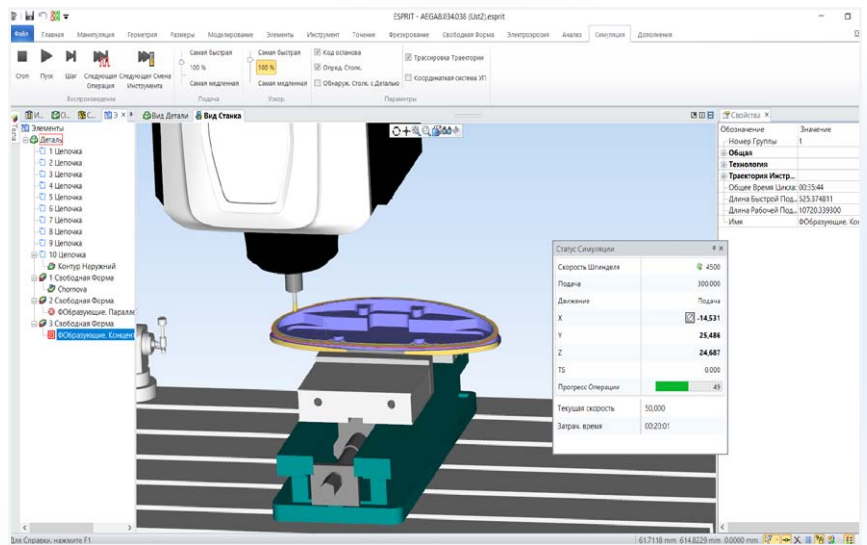 ESPRIT - AEGA8.034.036 (Ust2).esprit
Файл Главная Манипуляция Геометрия Размеры Моделирование Элементы Инструмент Точение Фрезерование Свободная Форма Электроэрозия Анализ Симуляция Дополнения
Стоп Пуск Шаг Следующая Операция Следующая Смена Инструмента
Воспроизведение
Самая быстрая
100 %
Самая медленная
Подача
Самая быстрая
100 %
Самая медленная
Ускор.
Код останова
Опред. Столк.
Обнаруж. Столк. с Деталью
Трассировка Траектории
Координатная система УП
Параметры
И... О... С... Э
Вид Детали Вид Станка
Элементы
Деталь
1 Цепочка
2 Цепочка
3 Цепочка
4 Цепочка
5 Цепочка
6 Цепочка
7 Цепочка
8 Цепочка
9 Цепочка
10 Цепочка
Контур Наружний
1 Свободная Форма
Chornova
2 Свободная Форма
ФОбразующие. Паралле
3 Свободная Форма
ФОбразующие. Концент
Свойства
Обозначение Значение
Номер Группы 1
Общая
Технология
Траектория Инстр...
Общее Время Цикла: 00:35:44
Длина Быстрой Под... 525.374811
Длина Рабочей Под... 10720.339300
Имя ФОбразующие. Кон
Статус Симуляции
Скорость Шпинделя 4500
Подача 300.000
Движение Подача
X -14,531
Y 25,486
Z 24,687
TS 0.000
Прогресс Операции 49
Текущая скорость 50,000
Затрач. время 00:20:01
Для Справки, нажмите F1
61.7118 mm 614.8229 mm 0.0000 mm